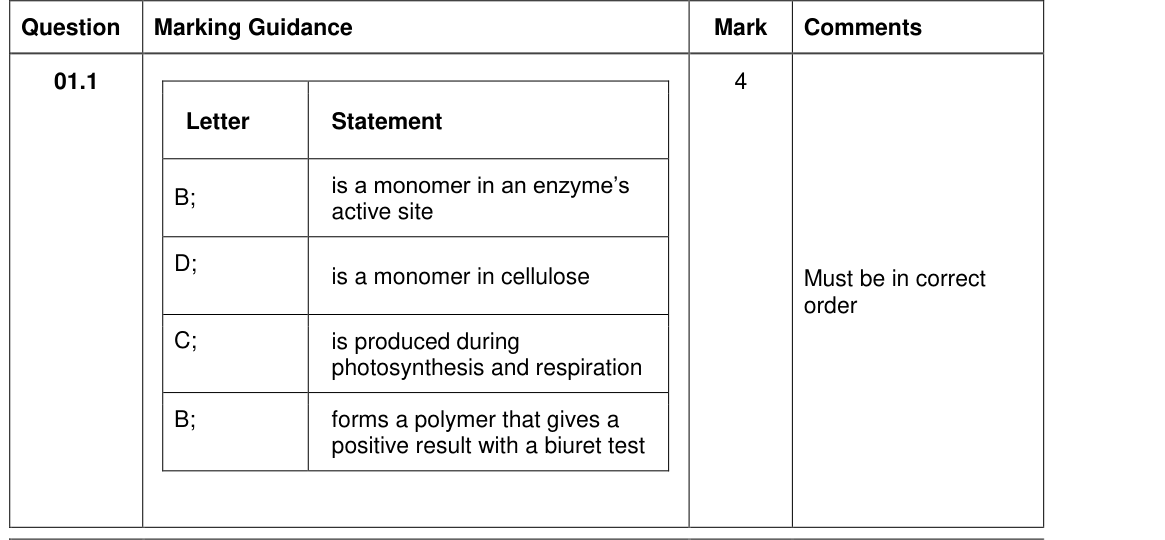 Question Marking Guidance Mark Comments
01.1 4
Letter Statement
B; is a monomer in an enzyme’s
active site
D; is a monomer in cellulose
Must be in correct
order
C; is produced during
photosynthesis and respiration
B; forms a polymer that gives a
positive result with a biuret test